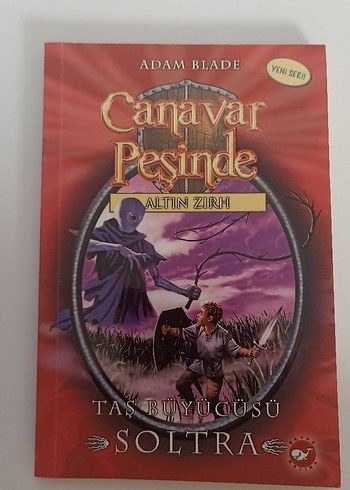 ADAM BLADE
YENİ SERİ!
Canavar
Peşinde
ALTIN ZIRH
TAŞ BÜYÜCÜSÜ
SOLTRA